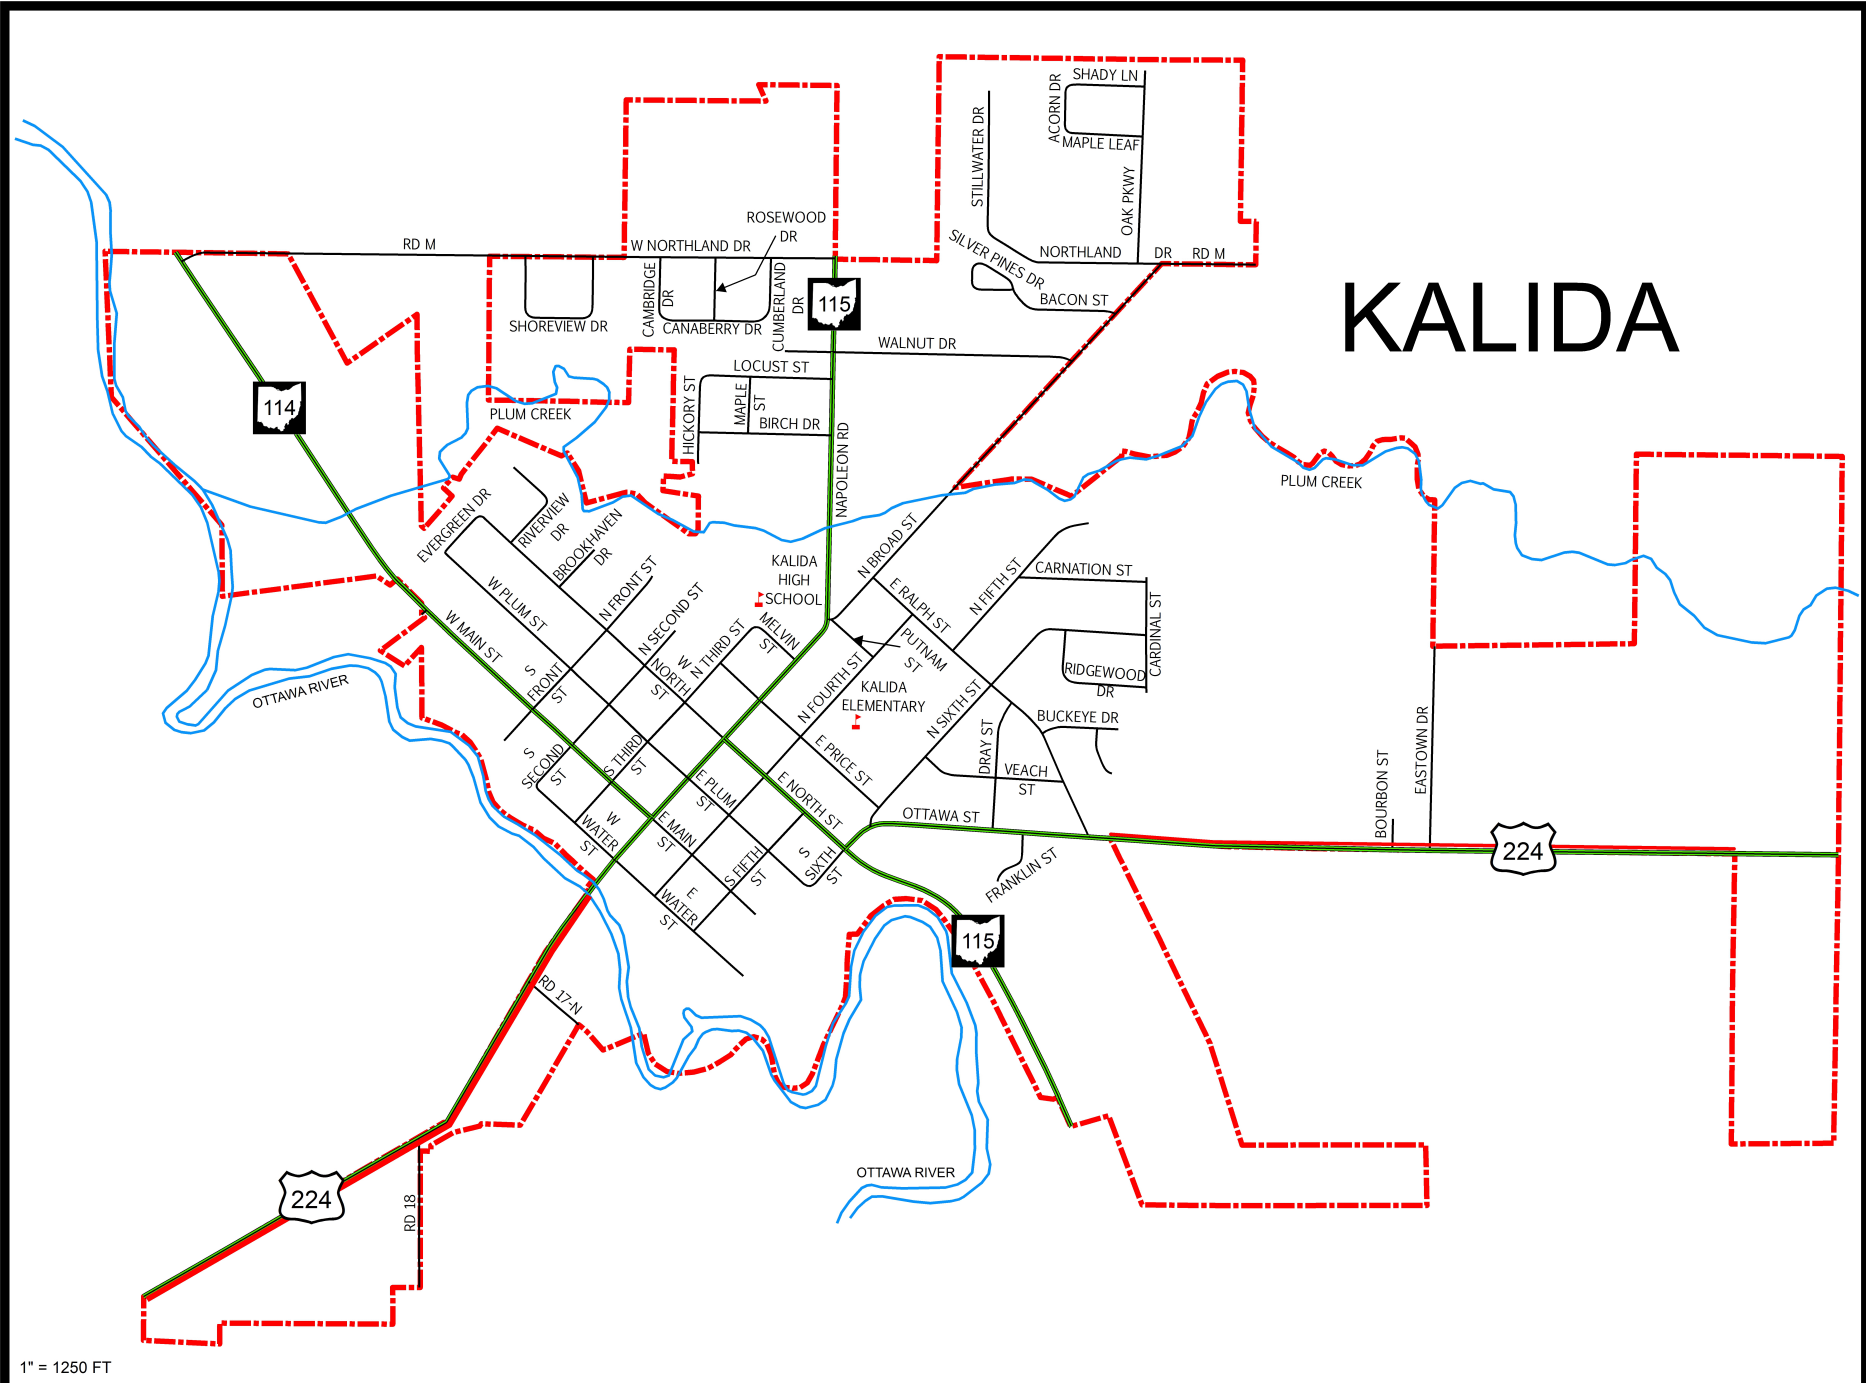 SHADY LN
ACORN DR
MAPLE LEAF
STILLWATER DR
OAK PKWY
ROSEWOOD
DR
RD M
W NORTHLAND DR
SILVER PINES DR
NORTHLAND
DR
RD M
KALIDA
CAMBRIDGE
DR
CUMBERLAND
DR
115
BACON ST
SHOREVIEW DR
CANABERRY DR
WALNUT DR
LOCUST ST
114
HICKORY ST
MAPLE
ST
PLUM CREEK
BIRCH DR
NAPOLEON RD
PLUM CREEK
EVERGREEN DR
RIVERVIEW
DR
BROOKHAVEN
DR
N BROAD ST
KALIDA
HIGH
SCHOOL
N FRONT ST
N SECOND ST
W PLUM ST
E RALPH ST
N FIFTH ST
CARNATION ST
CARDINAL ST
W MAIN ST
N THIRD ST
MELVIN
ST
PUTNAM
ST
W
NORTH
ST
S
FRONT
ST
N FOURTH ST
KALIDA
ELEMENTARY
N SIXTH ST
RIDGEWOOD
DR
OTTAWA RIVER
BUCKEYE DR
DRAY ST
S
SECOND
ST
S THIRD
ST
E PRICE ST
VEACH
ST
E PLUM
ST
E NORTH ST
OTTAWA ST
BOURBON ST
EASTOWN DR
W
WATER
ST
E MAIN
ST
S FIFTH
ST
S
SIXTH
ST
FRANKLIN ST
224
E
WATER
ST
115
RD 17-N
OTTAWA RIVER
224
RD 18
1" = 1250 FT